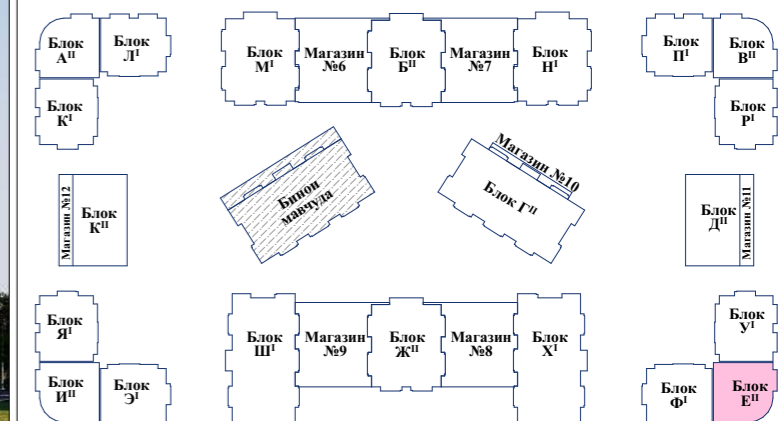 Блок
Aᴵᴵ
Блок
Лᴵ
Блок
Мᴵ
Магазин
№6
Блок
Бᴵᴵ
Магазин
№7
Блок
Нᴵ
Блок
Пᴵ
Блок
Вᴵᴵ
Блок
Кᴵ
Блок
Рᴵ
Магазин №12
Блок
Кᴵᴵ
Бинои
мавчуда
Магазин №10
Блок Гᴵᴵ
Блок
Дᴵᴵ
Магазин №11
Блок
Яᴵ
Блок
Шᴵ
Магазин
№9
Блок
Жᴵᴵ
Магазин
№8
Блок
Хᴵ
Блок
Уᴵ
Блок
Иᴵᴵ
Блок
Эᴵ
Блок
Фᴵ
Блок
Еᴵᴵ